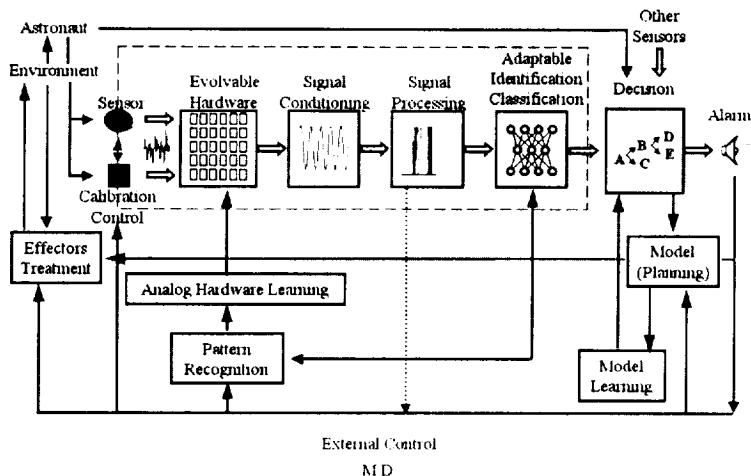 Astronaut
Environment
Other
Sensors
Sensor
Evolvable
Hardware
Signal
Conditioning
Signal
Processing
Adaptable
Identification
Classification
Decision
Alarm
A
B
C
D
E
Calibration
Control
Effectors
Treatment
Analog Hardware Learning
Pattern
Recognition
Model
(Planning)
Model
Learning
External Control
M.D.